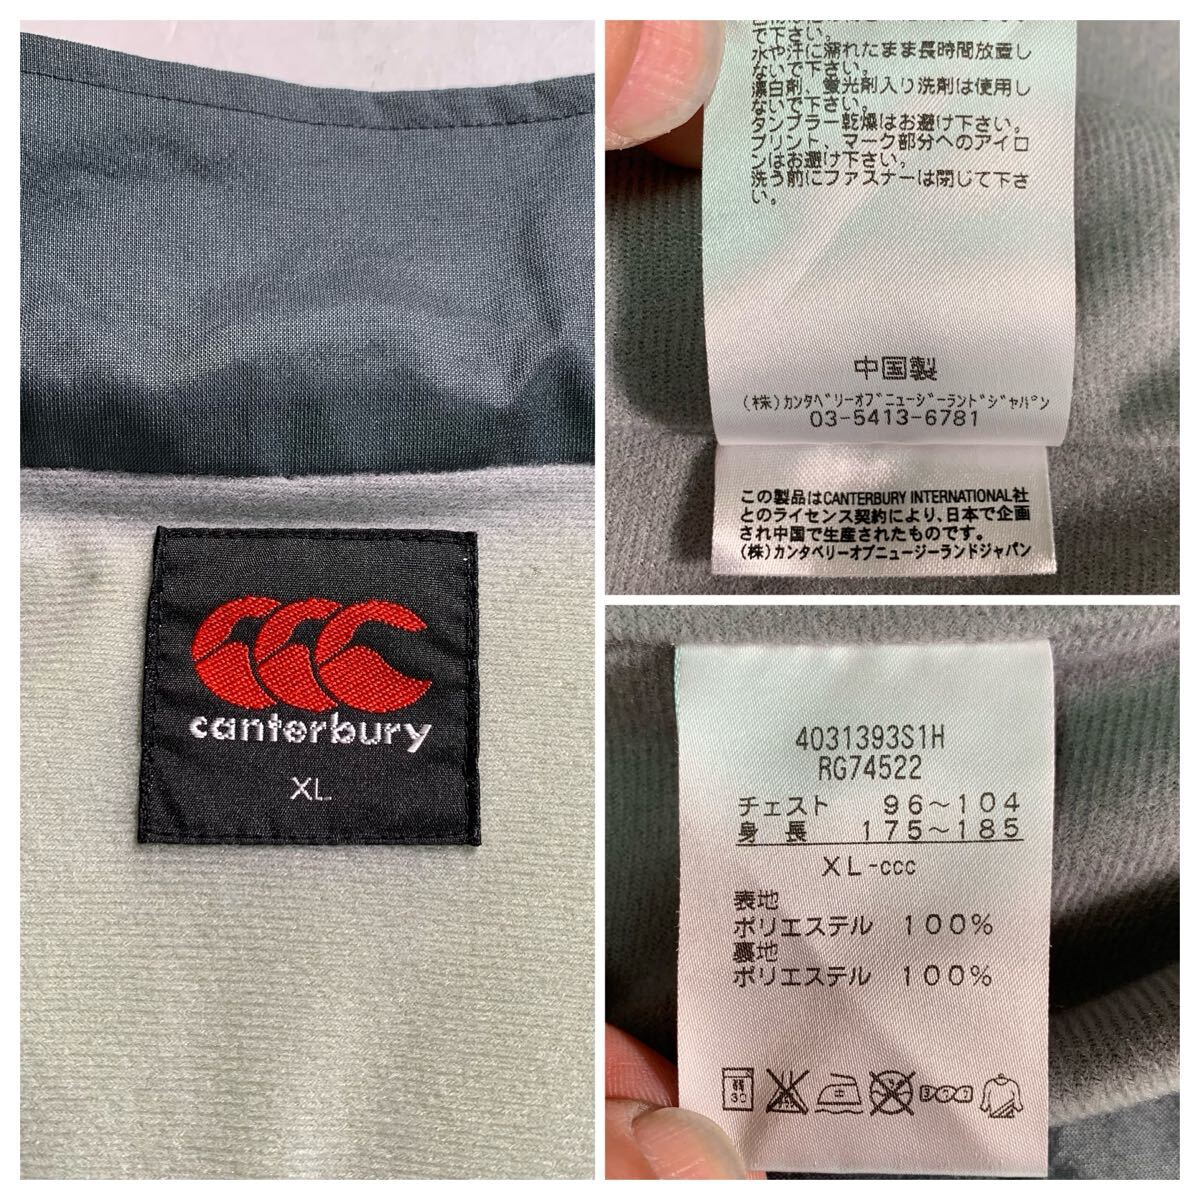 canterbury
XL
て下さい。
水や汗に濡れたまま長時間放置し
ないで下さい。
漂白剤、蛍光剤入り洗剤は使用し
ないで下さい。
タンブラー乾燥はお避け下さい。
プリント、マーク部分へのアイロ
ンはお避け下さい。
洗う前にファスナーは閉じて下さ
い。
中国製
(株)ｶﾝﾀﾍﾞﾘｰｵﾌﾞﾆｭｰｼﾞｰﾗﾝﾄﾞｼﾞｬﾊﾟﾝ
03-5413-6781
この製品はCANTERBURY INTERNATIONAL社
とのライセンス契約により、日本で企画
され中国で生産されたものです。
(株)カンタベリーオブニュージーランドジャパン
4031393S1H
RG74522
チェスト 96～104
身長 175～185
XL-ccc
表地
ポリエステル 100%
裏地
ポリエステル 100%
弱
30
中